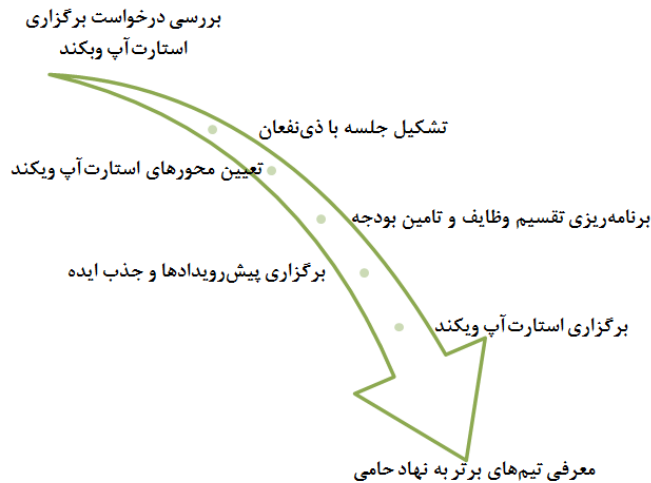 بررسی درخواست برگزاری
استارت‌آپ وبکند
تشکیل جلسه با ذی‌نفعان
تعیین محورهای استارت‌آپ ویکند
برنامه‌ریزی تقسیم وظایف و تامین بودجه
برگزاری پیش‌رویدادها و جذب ایده
برگزاری استارت‌آپ ویکند
معرفی تیم‌های برتر به نهاد حامی